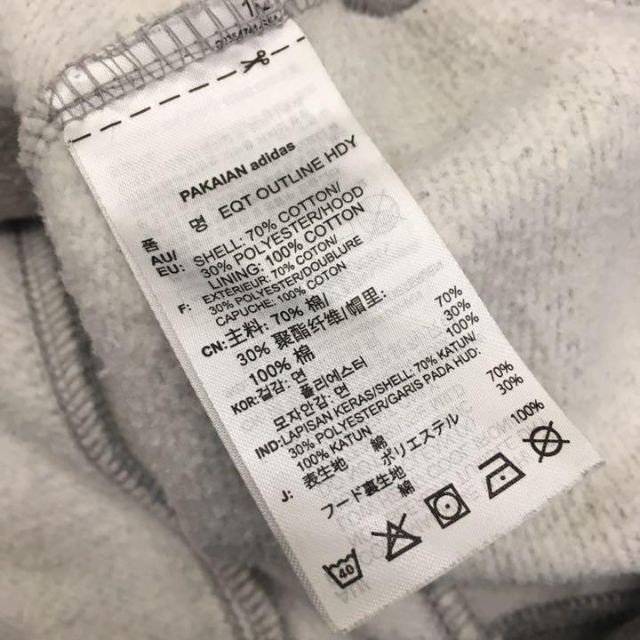 PAKAIAN adidas
품 명 EQT OUTLINE HDY
AU/ SHELL: 70% COTTON/
EU: 30% POLYESTER/HOOD
LINING: 100% COTTON
F: EXTERIEUR: 70% COTON/
30% POLYESTER/DOUBLURE
CAPUCHE: 100% COTON
CN: 主料: 70% 棉/
30% 聚酯纤维/帽里:
100% 棉
KOR: 겉감: 면 70%
폴리에스터 30%
모자안감: 면 100%
IND: LAPISAN KERAS/SHELL: 70% KATUN/
30% POLYESTER/GARIS PADA HUD:
100% KATUN
J: 表生地 綿 70%
ポリエステル 30%
フード裏生地
綿 100%
40